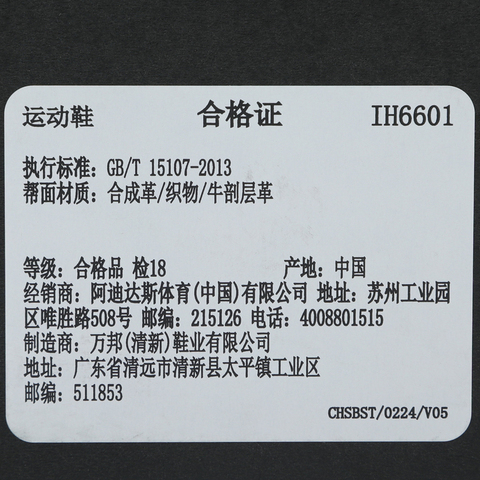 运动鞋 合格证 IH6601
执行标准: GB/T 15107-2013
帮面材质: 合成革/织物/牛剖层革
等级: 合格品 检18 产地: 中国
经销商: 阿迪达斯体育(中国)有限公司 地址: 苏州工业园
区唯胜路508号 邮编: 215126 电话: 4008801515
制造商: 万邦(清新)鞋业有限公司
地址: 广东省清远市清新县太平镇工业区
邮编: 511853
CHSBST/0224/V05